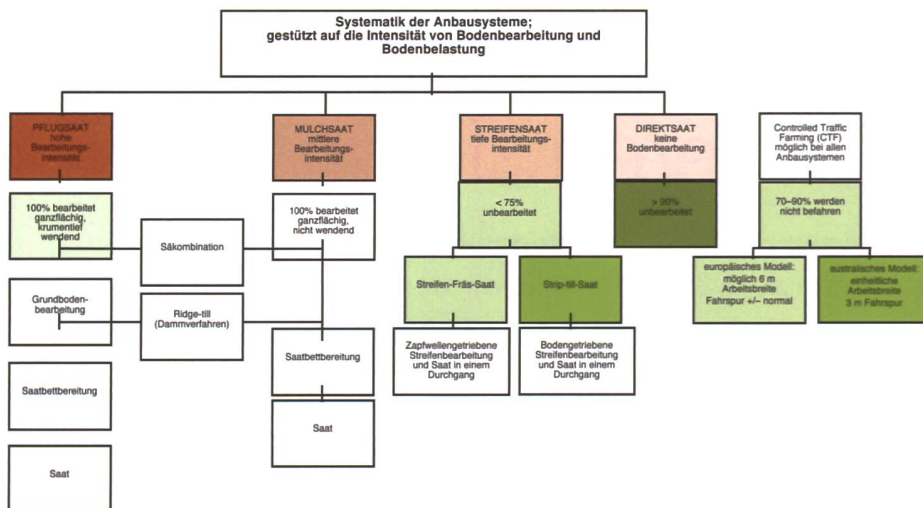 Systematik der Anbausysteme;
gestützt auf die Intensität von Bodenbearbeitung und
Bodenbelastung
PFLUGSAAT
hohe
Bearbeitungs-
intensität
100% bearbeitet
ganzflächig,
krumentief
wendend
Grundboden-
bearbeitung
Saatbettbereitung
Saat
Säkombination
Ridge-till
(Dammverfahren)
MULCHSAAT
mittlere
Bearbeitungs-
intensität
100% bearbeitet
ganzflächig,
nicht wendend
Saatbettbereitung
Saat
STREIFENSAAT
tiefe Bearbeitungs-
intensität
< 75%
unbearbeitet
Streifen-Fräs-Saat
Zapfwellengetriebene
Streifenbearbeitung
und Saat in einem
Durchgang
Strip-till-Saat
Bodengetriebene
Streifenbearbeitung
und Saat in einem
Durchgang
DIREKTSAAT
keine
Bodenbearbeitung
> 90%
unbearbeitet
Controlled Traffic
Farming (CTF)
möglich bei allen
Anbausystemen
70–90% werden
nicht befahren
europäisches Modell:
möglich 6 m
Arbeitsbreite
Fahrspur +/– normal
australisches Modell:
einheitliche
Arbeitsbreite
3 m Fahrspur